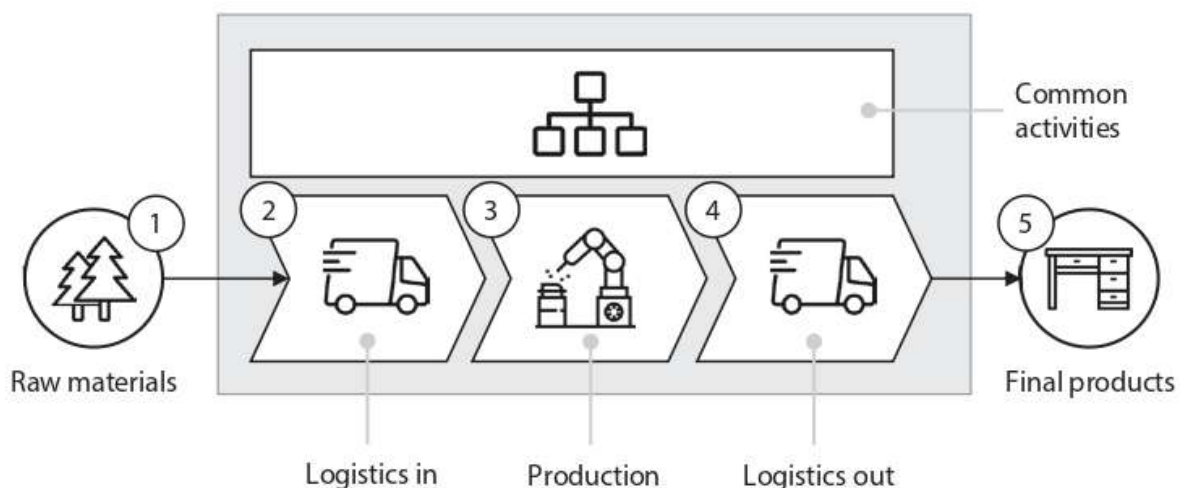 Common
activities
1
2
3
4
5
Raw materials
Final products
Logistics in
Production
Logistics out